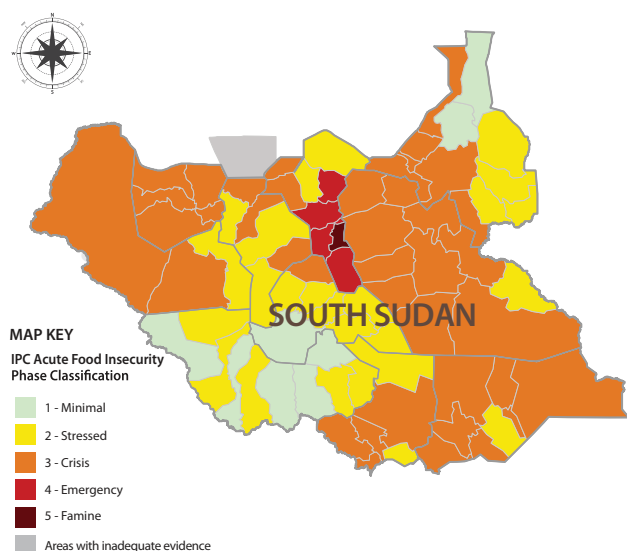 N
W
E
S
SOUTH SUDAN
MAP KEY
IPC Acute Food Insecurity
Phase Classification
1 - Minimal
2 - Stressed
3 - Crisis
4 - Emergency
5 - Famine
Areas with inadequate evidence